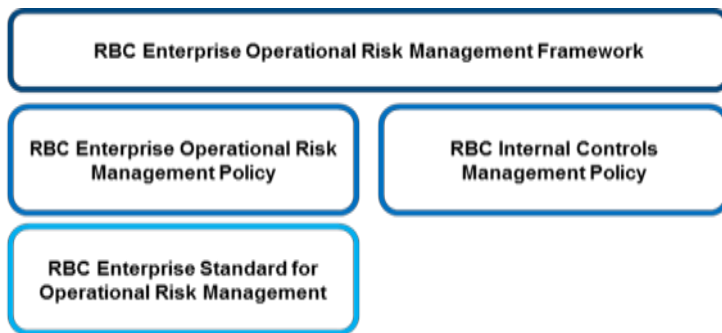 RBC Enterprise Operational Risk Management Framework
RBC Enterprise Operational Risk
Management Policy
RBC Internal Controls
Management Policy
RBC Enterprise Standard for
Operational Risk Management